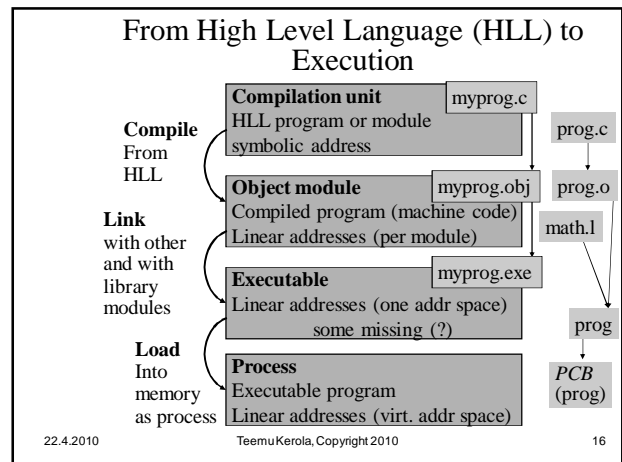 From High Level Language (HLL) to
Execution
Compilation unit
HLL program or module
symbolic address
myprog.c
Compile
From
HLL
prog.c
Object module
Compiled program (machine code)
Linear addresses (per module)
myprog.obj
prog.o
Link
with other
and with
library
modules
math.l
Executable
Linear addresses (one addr space)
some missing (?)
myprog.exe
prog
Load
Into
memory
as process
Process
Executable program
Linear addresses (virt. addr space)
PCB
(prog)
22.4.2010
Teemu Kerola, Copyright 2010
16